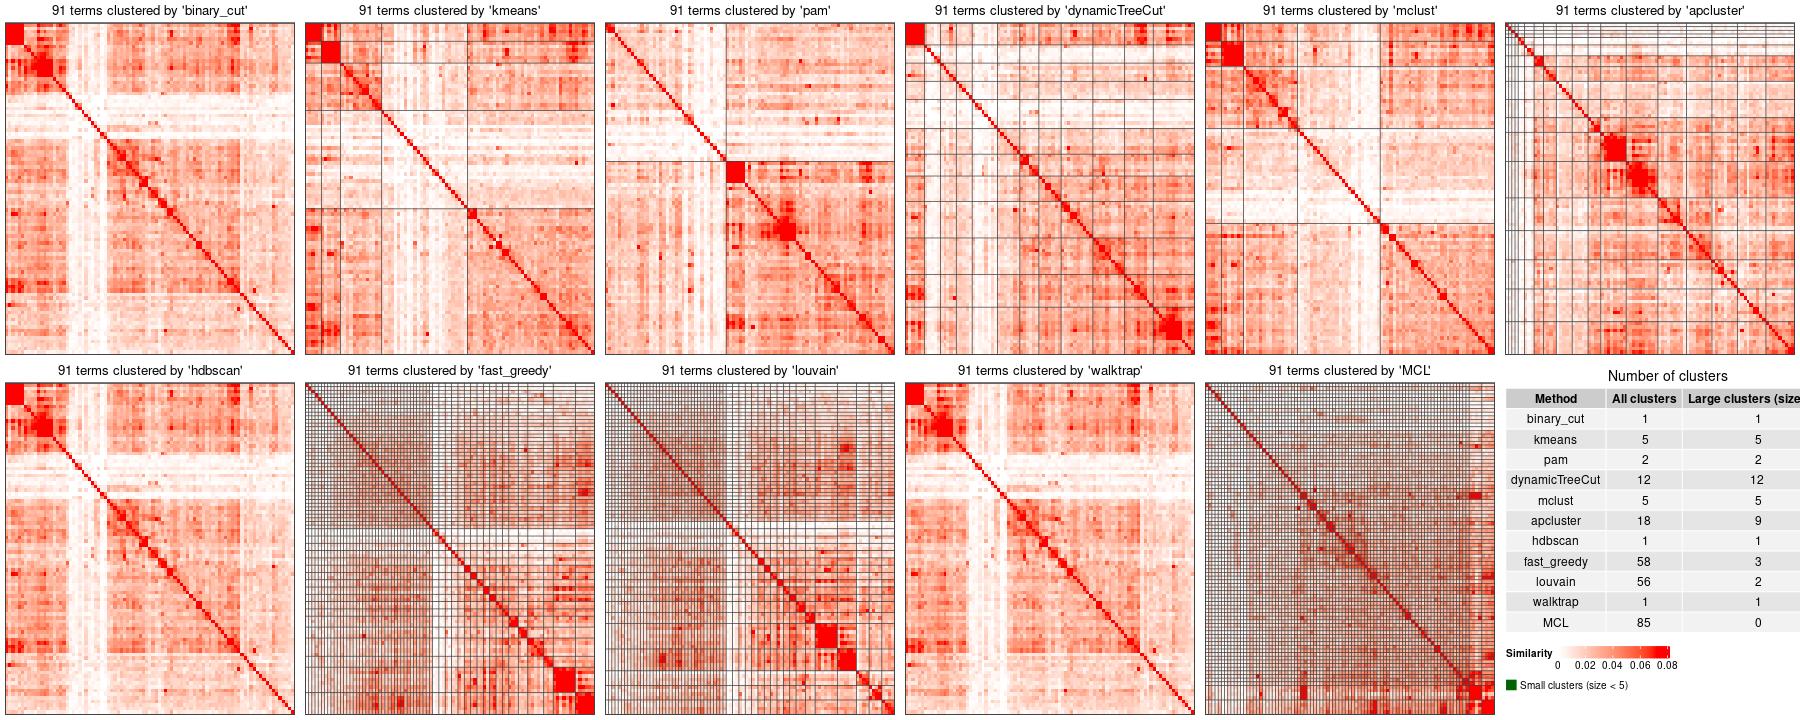 91 terms clustered by 'binary_cut'
91 terms clustered by 'kmeans'
91 terms clustered by 'pam'
91 terms clustered by 'dynamicTreeCut'
91 terms clustered by 'mclust'
91 terms clustered by 'apcluster'
91 terms clustered by 'hdbscan'
91 terms clustered by 'fast_greedy'
91 terms clustered by 'louvain'
91 terms clustered by 'walktrap'
91 terms clustered by 'MCL'
Number of clusters
Method All clusters Large clusters (size
binary_cut 1 1
kmeans 5 5
pam 2 2
dynamicTreeCut 12 12
mclust 5 5
apcluster 18 9
hdbscan 1 1
fast_greedy 58 3
louvain 56 2
walktrap 1 1
MCL 85 0
Similarity
0 0.02 0.04 0.06 0.08
Small clusters (size < 5)